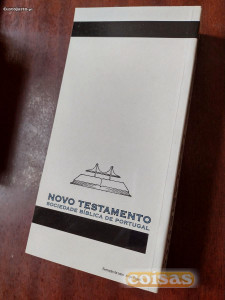 NOVO TESTAMENTO
SOCIEDADE BÍBLICA DE PORTUGAL
coisas